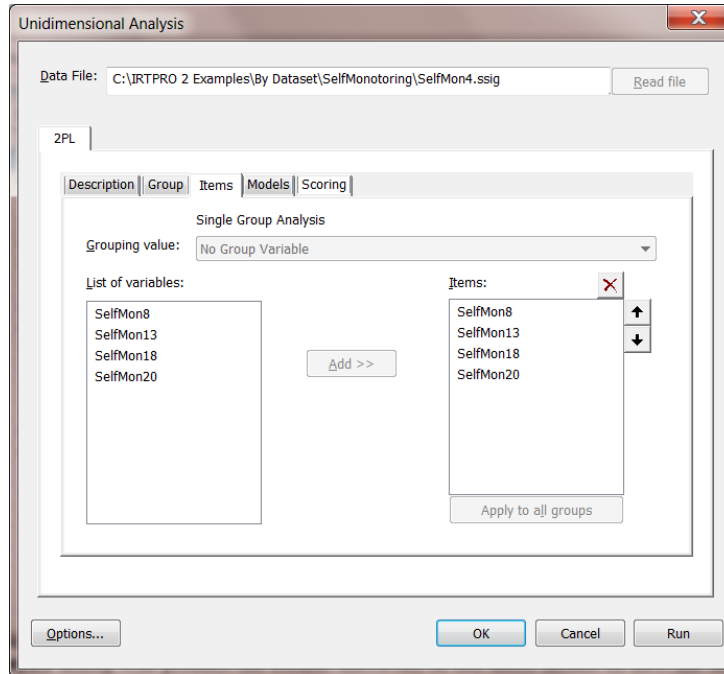 Unidimensional Analysis
Data File: C:\IRTPRO 2 Examples\By Dataset\SelfMonotoring\SelfMon4.ssig Read file
2PL
Description Group Items Models Scoring
Single Group Analysis
Grouping value: No Group Variable
List of variables: Items:
SelfMon8
SelfMon13
SelfMon18
SelfMon20
Add >>
SelfMon8
SelfMon13
SelfMon18
SelfMon20
Apply to all groups
Options... OK Cancel Run